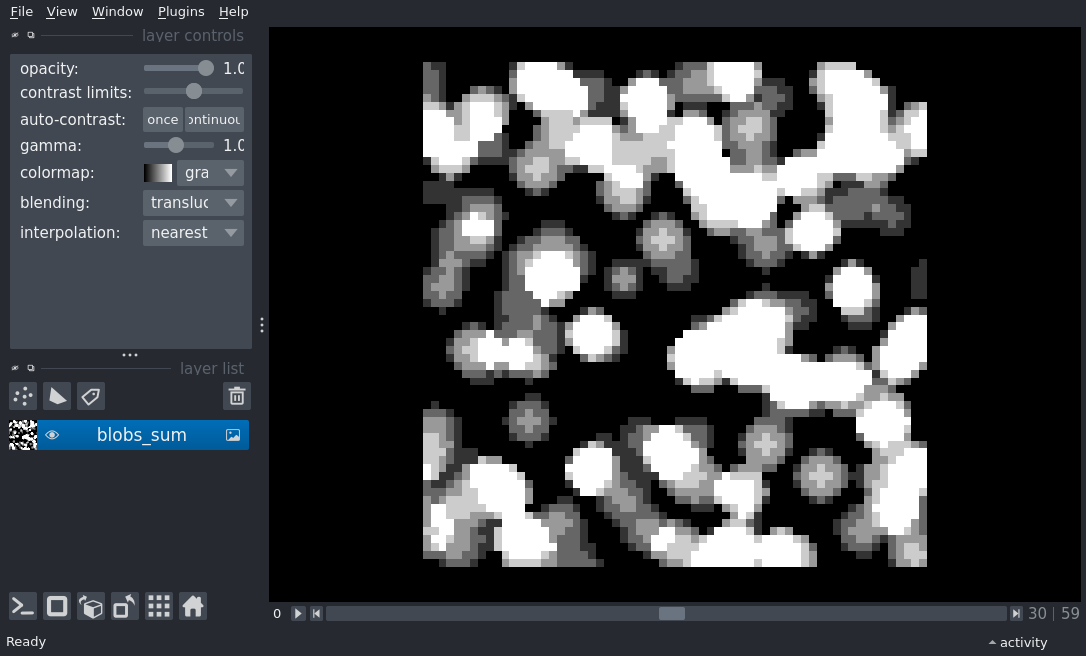 File View Window Plugins Help
layer controls
opacity: 1.0
contrast limits:
auto-contrast: once ontinuou
gamma: 1.0
colormap: gra
blending: transluc
interpolation: nearest
layer list
blobs_sum
0 30 | 59
Ready activity